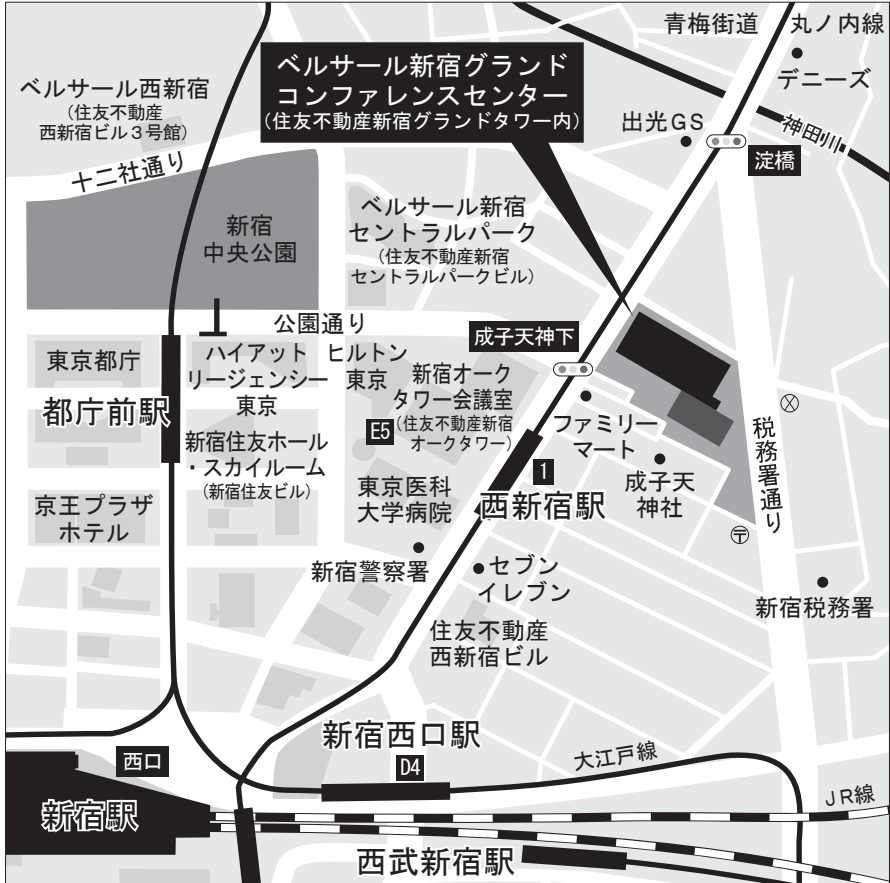 青梅街道
丸ノ内線
デニーズ
ベルサール新宿グランド
コンファレンスセンター
(住友不動産新宿グランドタワー内)
ベルサール西新宿
(住友不動産
西新宿ビル3号館)
出光GS
神田川
淀橋
十二社通り
新宿
中央公園
ベルサール新宿
セントラルパーク
(住友不動産新宿
セントラルパークビル)
公園通り
成子天神下
東京都庁
ハイアット
リージェンシー
東京
ヒルトン
東京
新宿オーク
タワー会議室
(住友不動産新宿
オークタワー)
E5
都庁前駅
ファミリー
マート
税務署通り
新宿住友ホール
・スカイルーム
(新宿住友ビル)
1
西新宿駅
成子天
神社
東京医科
大学病院
京王プラザ
ホテル
〒
新宿警察署
セブン
イレブン
新宿税務署
住友不動産
西新宿ビル
新宿西口駅
D4
西口
大江戸線
JR線
新宿駅
西武新宿駅